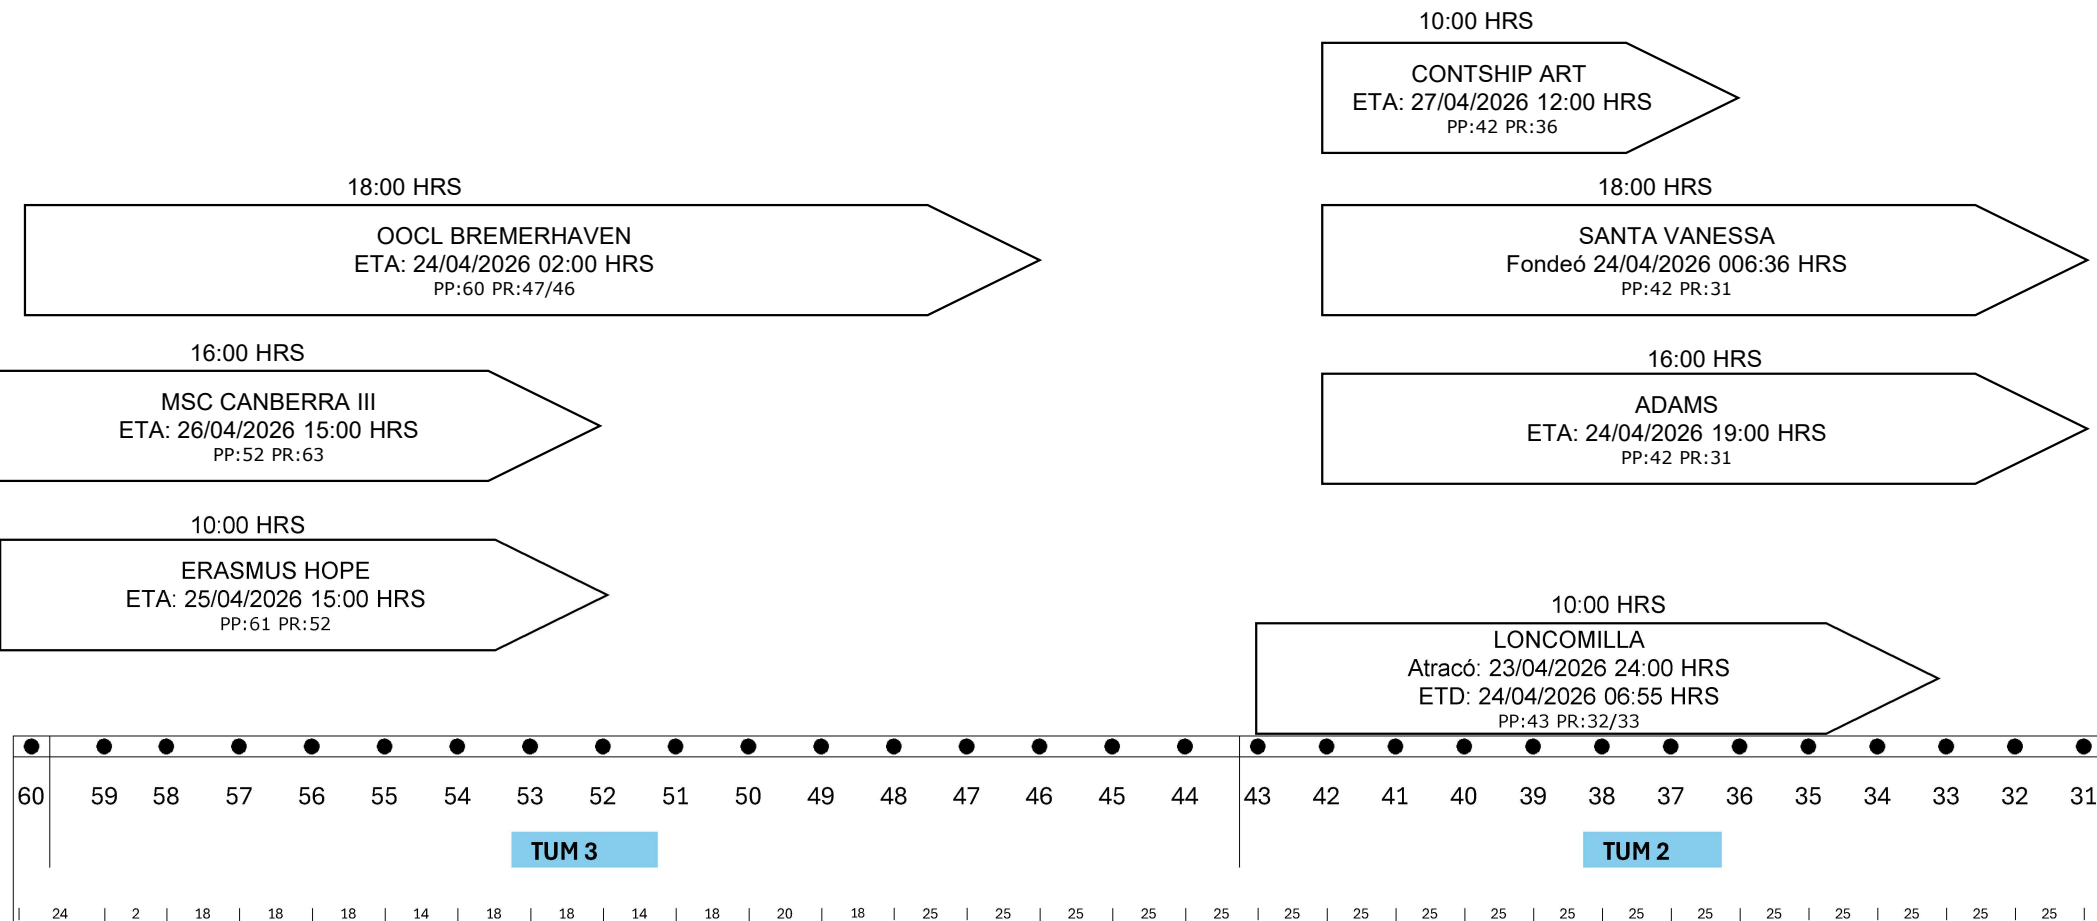 10:00 HRS
CONTSHIP ART
ETA: 27/04/2026 12:00 HRS
PP:42 PR:36
18:00 HRS
OOCL BREMERHAVEN
ETA: 24/04/2026 02:00 HRS
PP:60 PR:47/46
18:00 HRS
SANTA VANESSA
Fondeó 24/04/2026 006:36 HRS
PP:42 PR:31
16:00 HRS
MSC CANBERRA III
ETA: 26/04/2026 15:00 HRS
PP:52 PR:63
16:00 HRS
ADAMS
ETA: 24/04/2026 19:00 HRS
PP:42 PR:31
10:00 HRS
ERASMUS HOPE
ETA: 25/04/2026 15:00 HRS
PP:61 PR:52
10:00 HRS
LONCOMILLA
Atracó: 23/04/2026 24:00 HRS
ETD: 24/04/2026 06:55 HRS
PP:43 PR:32/33
60 59 58 57 56 55 54 53 52 51 50 49 48 47 46 45 44 43 42 41 40 39 38 37 36 35 34 33 32 31
TUM 3 TUM 2
24 2 18 18 18 14 18 18 14 18 20 18 25 25 25 25 25 25 25 25 25 25 25 25 25 25 25 25 25